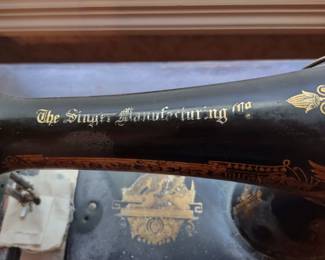 The Singer Manufacturing Co